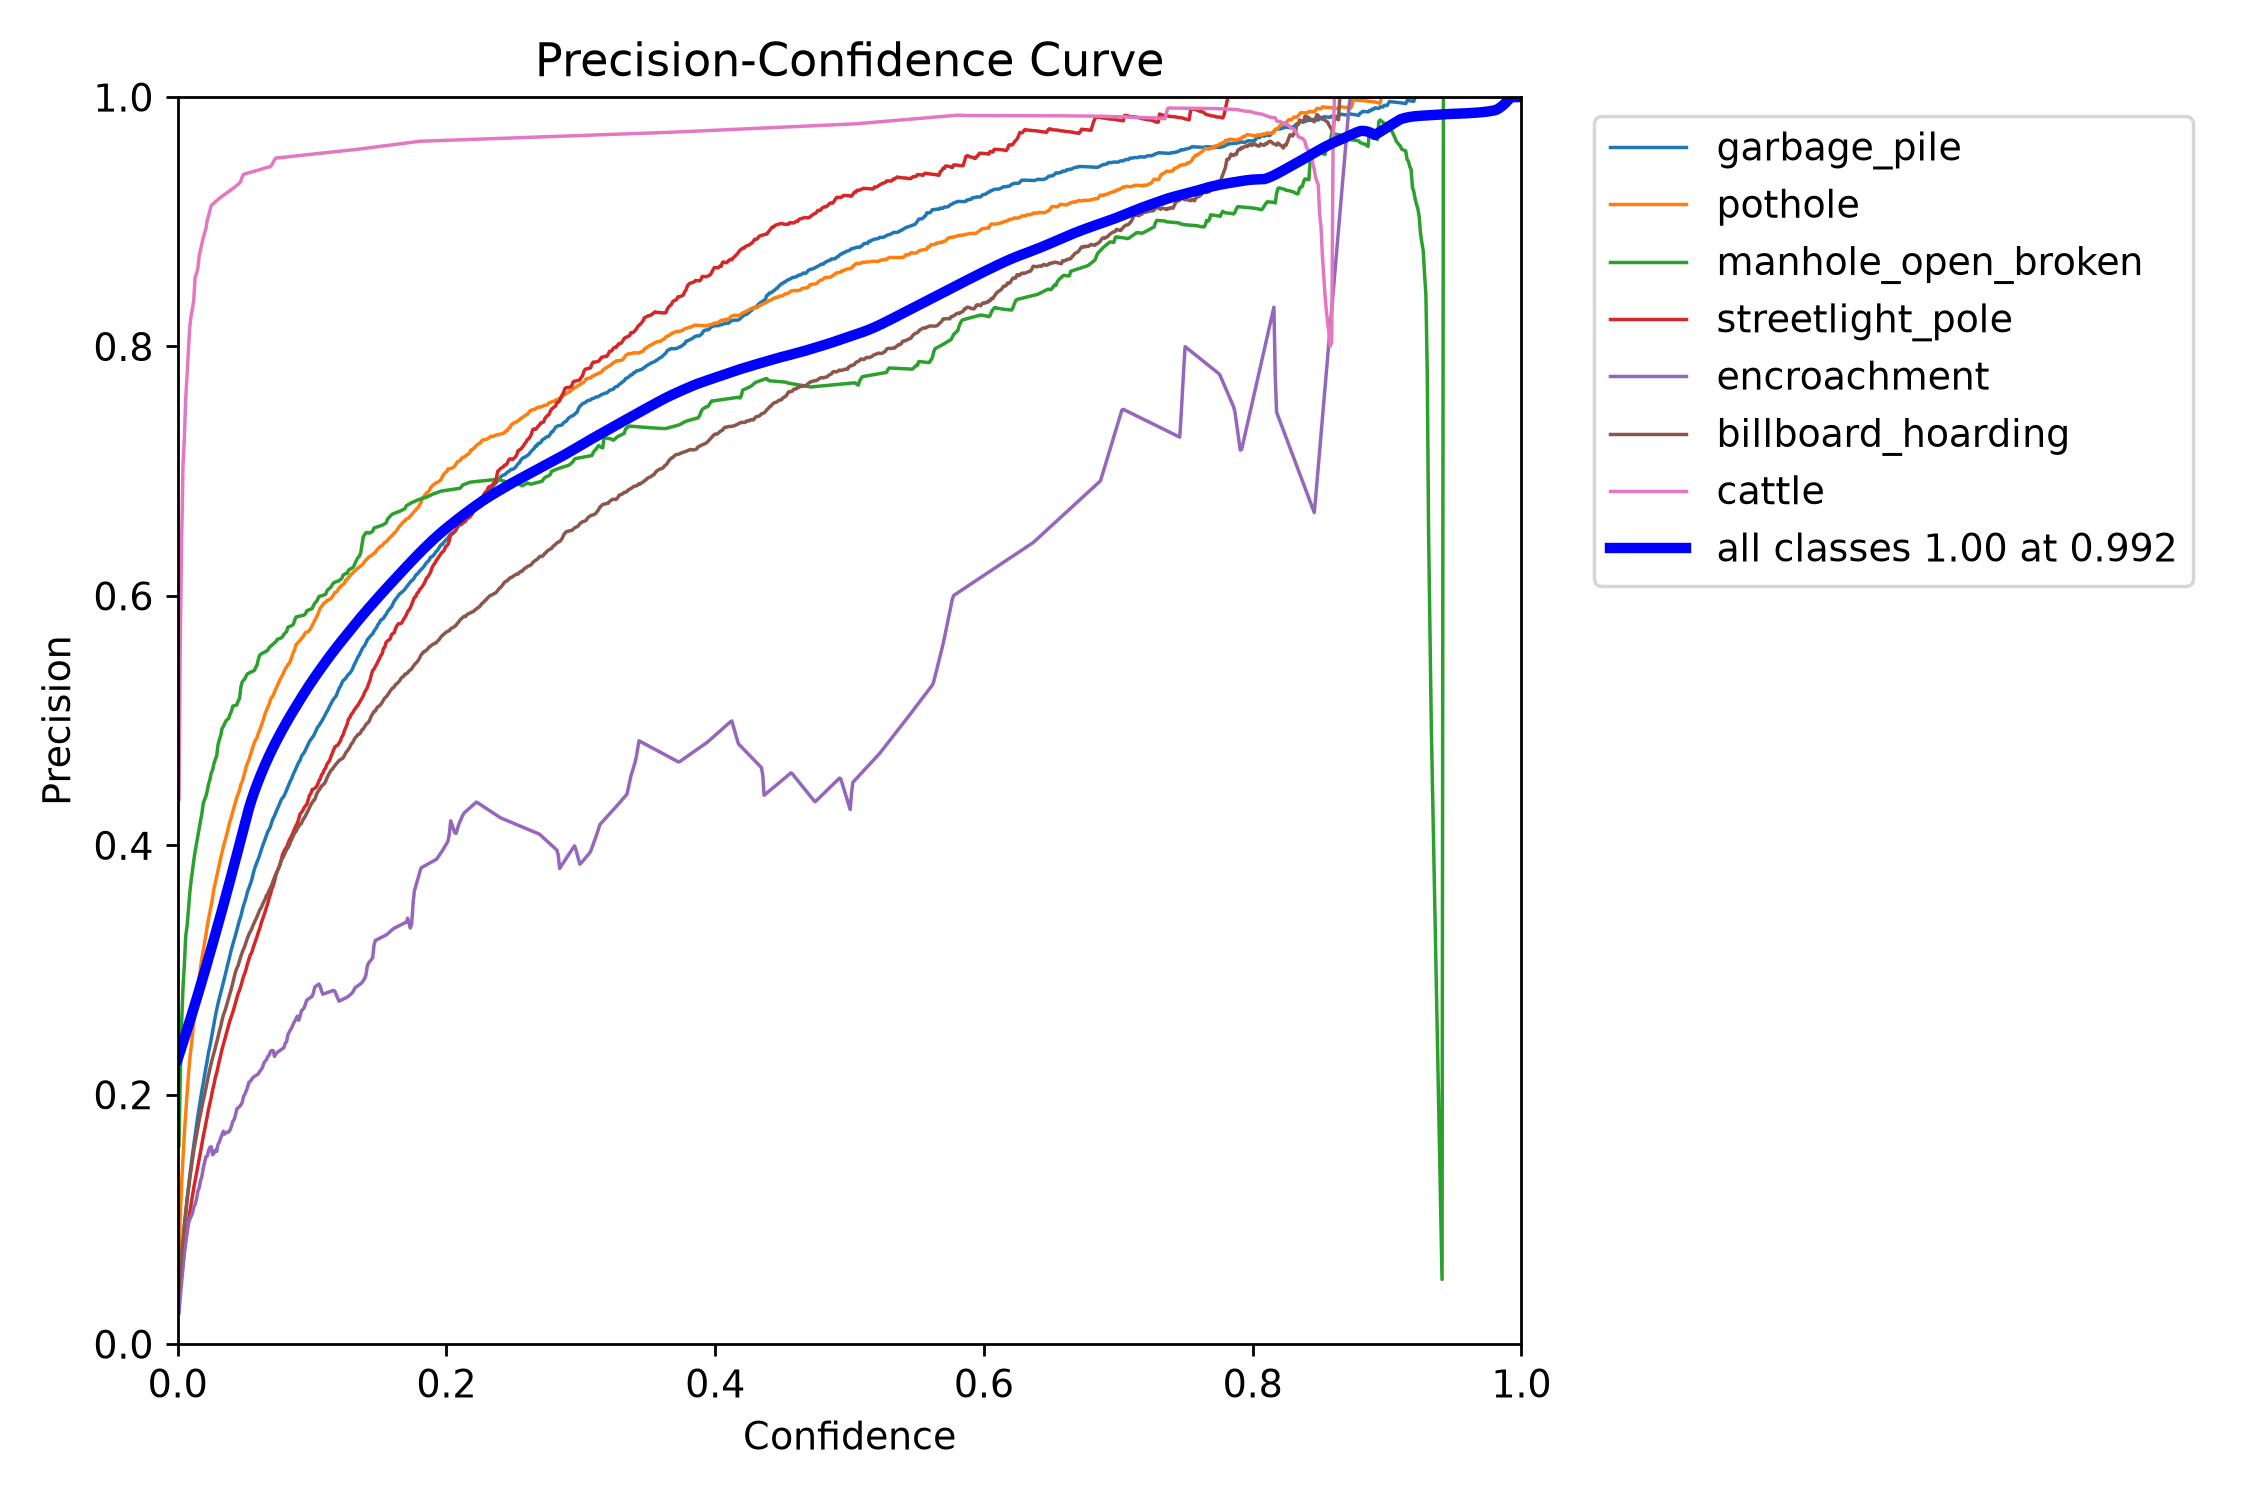 Precision-Confidence Curve
1.0
0.8
0.6
0.4
0.2
0.0
Precision
0.0 0.2 0.4 0.6 0.8 1.0
Confidence
garbage_pile
pothole
manhole_open_broken
streetlight_pole
encroachment
billboard_hoarding
cattle
all classes 1.00 at 0.992